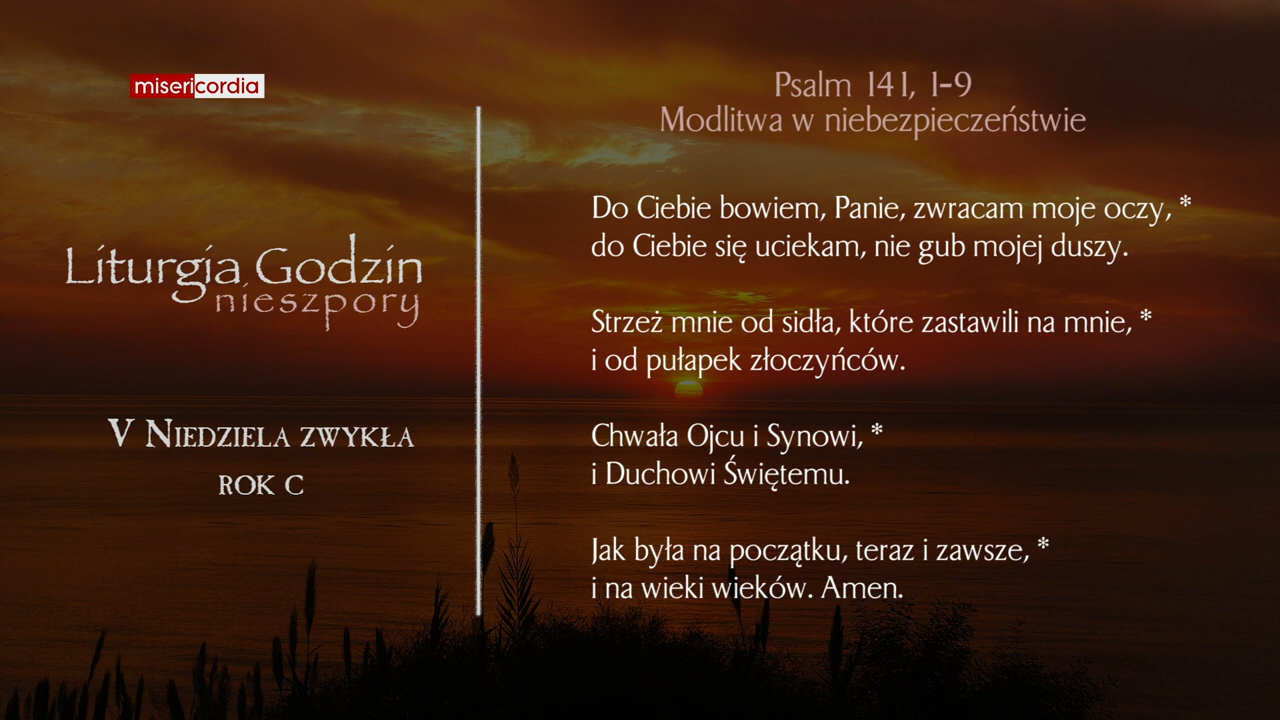 misericordia
Liturgia Godzin
nieszpory
V Niedziela zwykła
rok C
Psalm 141, 1-9
Modlitwa w niebezpieczeństwie
Do Ciebie bowiem, Panie, zwracam moje oczy, *
do Ciebie się uciekam, nie gub mojej duszy.
Strzeż mnie od sidła, które zastawili na mnie, *
i od pułapek złoczyńców.
Chwała Ojcu i Synowi, *
i Duchowi Świętemu.
Jak była na początku, teraz i zawsze, *
i na wieki wieków. Amen.